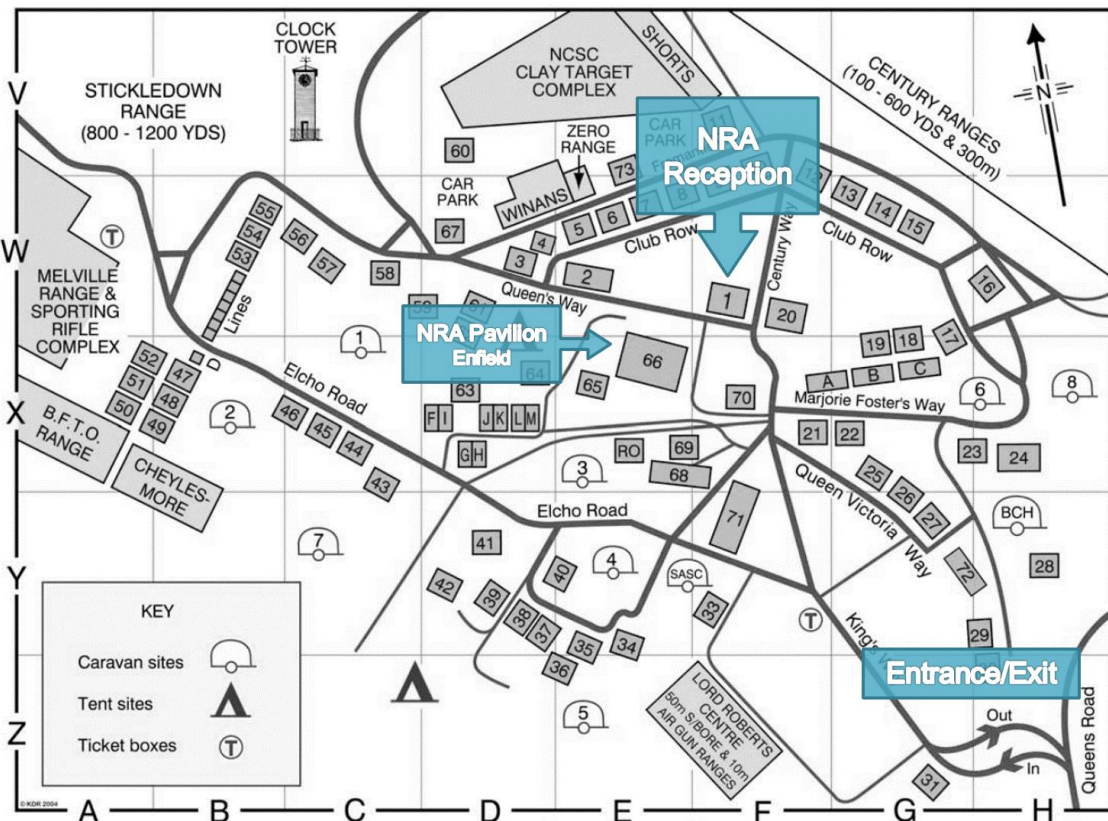 CLOCK
TOWER
V
STICKLEDOWN
RANGE
(800 - 1200 YDS)
NCSC
CLAY TARGET
COMPLEX
SHORTS
CENTURY RANGES
(100 - 600 YDS & 300m)
N
60
ZERO
RANGE
CAR
PARK
11
NRA
Reception
CAR
PARK
WINANS
73
5
6
7
8
12
13
14
15
Club Row
Club Row
Century Way
W
T
MELVILLE
RANGE &
SPORTING
RIFLE
COMPLEX
55
54
53
56
57
58
59
67
61
4
3
2
1
20
16
Lines
D
Queen's Way
NRA Pavilion
Enfield
1
66
64
65
63
70
19
18
17
A
B
C
6
8
Marjorie Foster's Way
X
B.F.T.O.
RANGE
CHEYLES-
MORE
52
51
50
47
48
49
2
Elcho Road
46
45
44
43
F I
J K
L M
G H
3
RO
69
68
21
22
23
24
25
26
27
Queen Victoria
Way
BCH
Elcho Road
71
7
41
4
40
SASC
72
28
Y
42
39
38
37
35
34
36
33
T
29
King's
Entrance/Exit
KEY
Caravan sites
Tent sites
Ticket boxes
T
Z
5
LORD ROBERTS
CENTRE
50m S/BORE & 10m
AIR GUN RANGES
Out
In
Queens Road
31
© KDR 2004
A
B
C
D
E
F
G
H